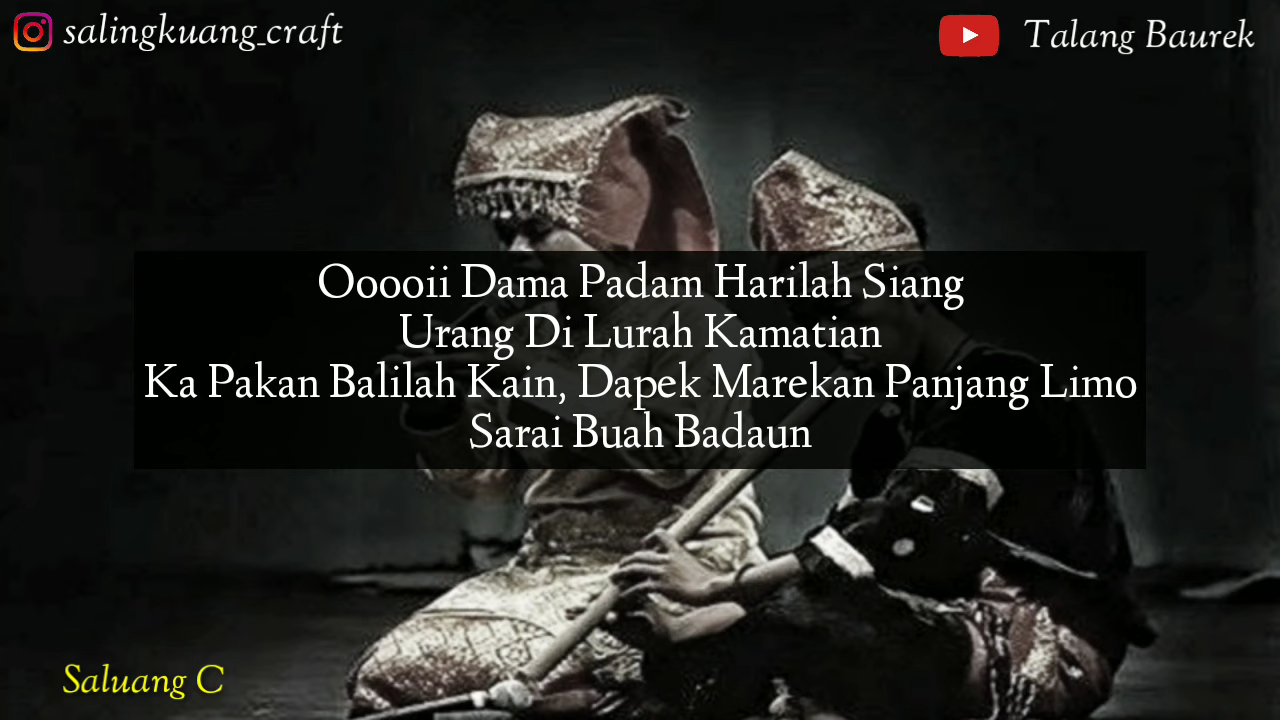 salingkuang_craft
Talang Baurek
Ooooii Dama Padam Harilah Siang
Urang Di Lurah Kamatian
Ka Pakan Balilah Kain, Dapek Marekan Panjang Limo
Sarai Buah Badaun
Saluang C